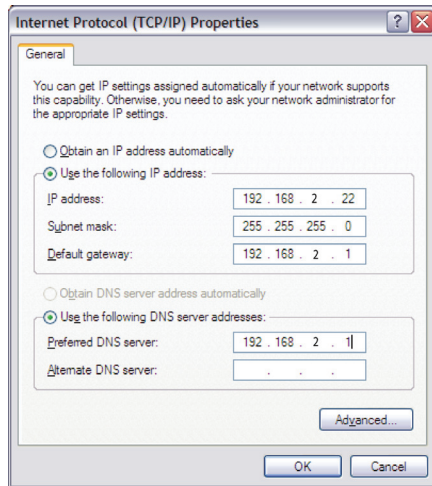 Internet Protocol (TCP/IP) Properties
General
You can get IP settings assigned automatically if your network supports
this capability. Otherwise, you need to ask your network administrator for
the appropriate IP settings.
Obtain an IP address automatically
Use the following IP address:
IP address: 192 . 168 . 2 . 22
Subnet mask: 255 . 255 . 255 . 0
Default gateway: 192 . 168 . 2 . 1
Obtain DNS server address automatically
Use the following DNS server addresses:
Preferred DNS server: 192 . 168 . 2 . 1
Alternate DNS server: . . .
Advanced...
OK Cancel